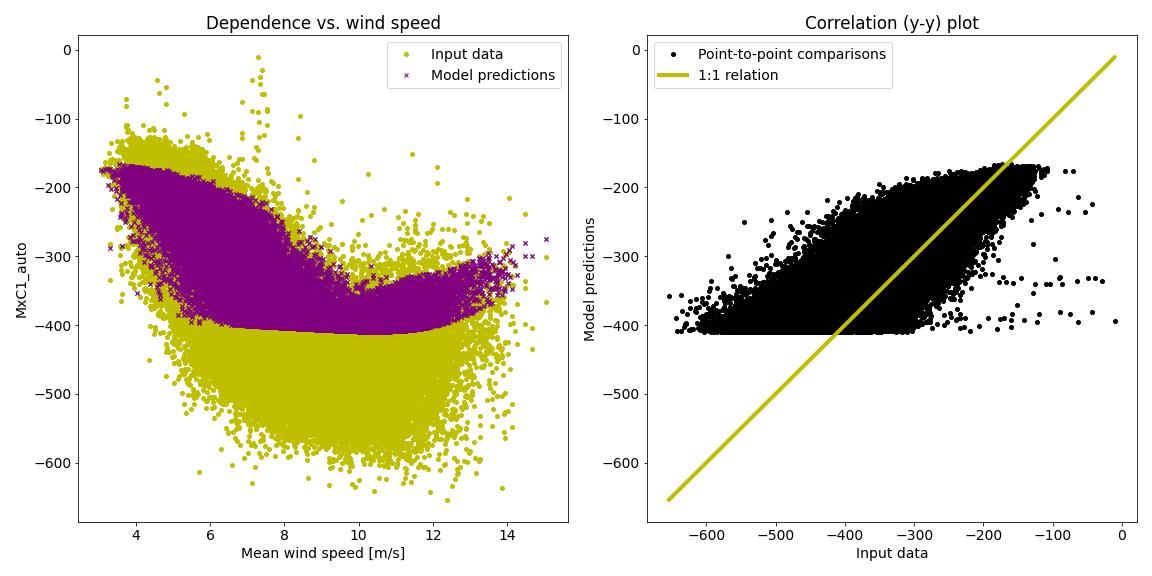 Dependence vs. wind speed
Input data
Model predictions
0
−100
−200
−300
−400
−500
−600
MxC1_auto
4
6
8
10
12
14
Mean wind speed [m/s]
Correlation (y-y) plot
Point-to-point comparisons
1:1 relation
0
−100
−200
−300
−400
−500
−600
Model predictions
−600
−500
−400
−300
−200
−100
0
Input data